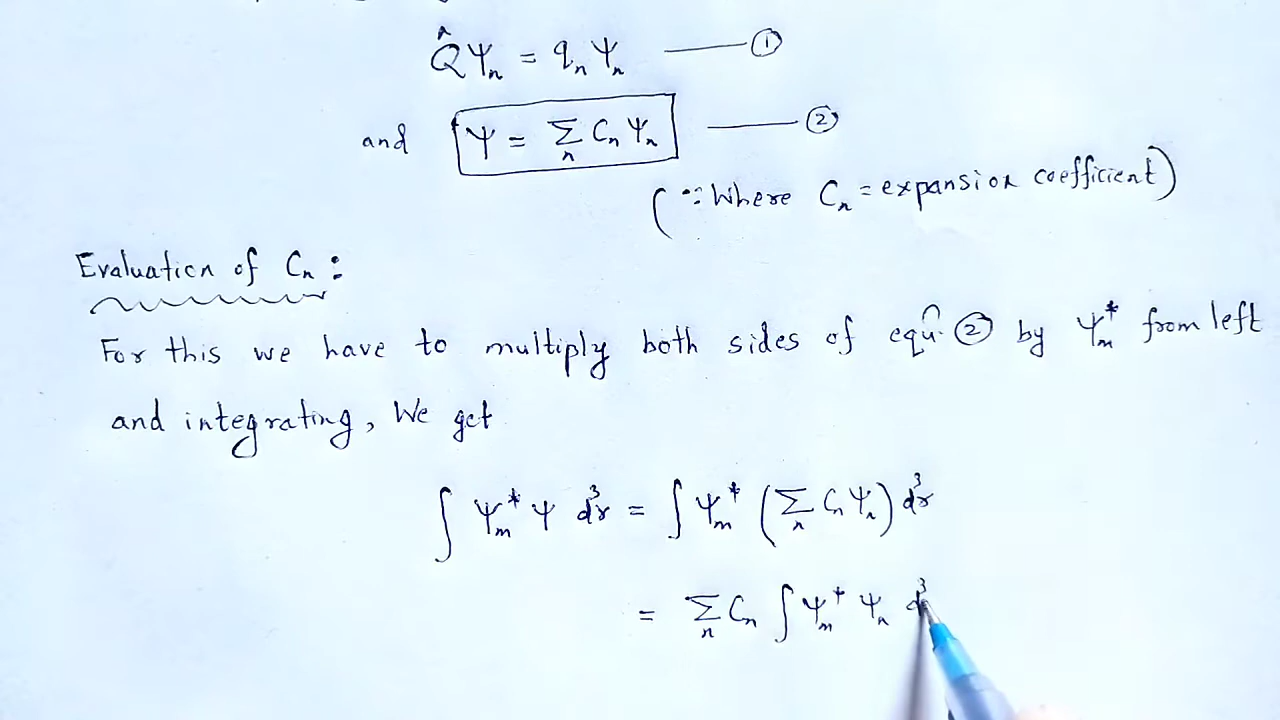 Q̂Ψₙ = qₙΨₙ —— ①
and Ψ = Σₙ CₙΨₙ —— ②
(∵ Where Cₙ = expansion coefficient)
Evaluation of Cₙ :
For this we have to multiply both sides of equn. ② by Ψₘ* from left
and integrating, We get
∫ Ψₘ* Ψ d³r = ∫ Ψₘ* (Σₙ CₙΨₙ) d³r
= Σₙ Cₙ ∫ Ψₘ* Ψₙ d³